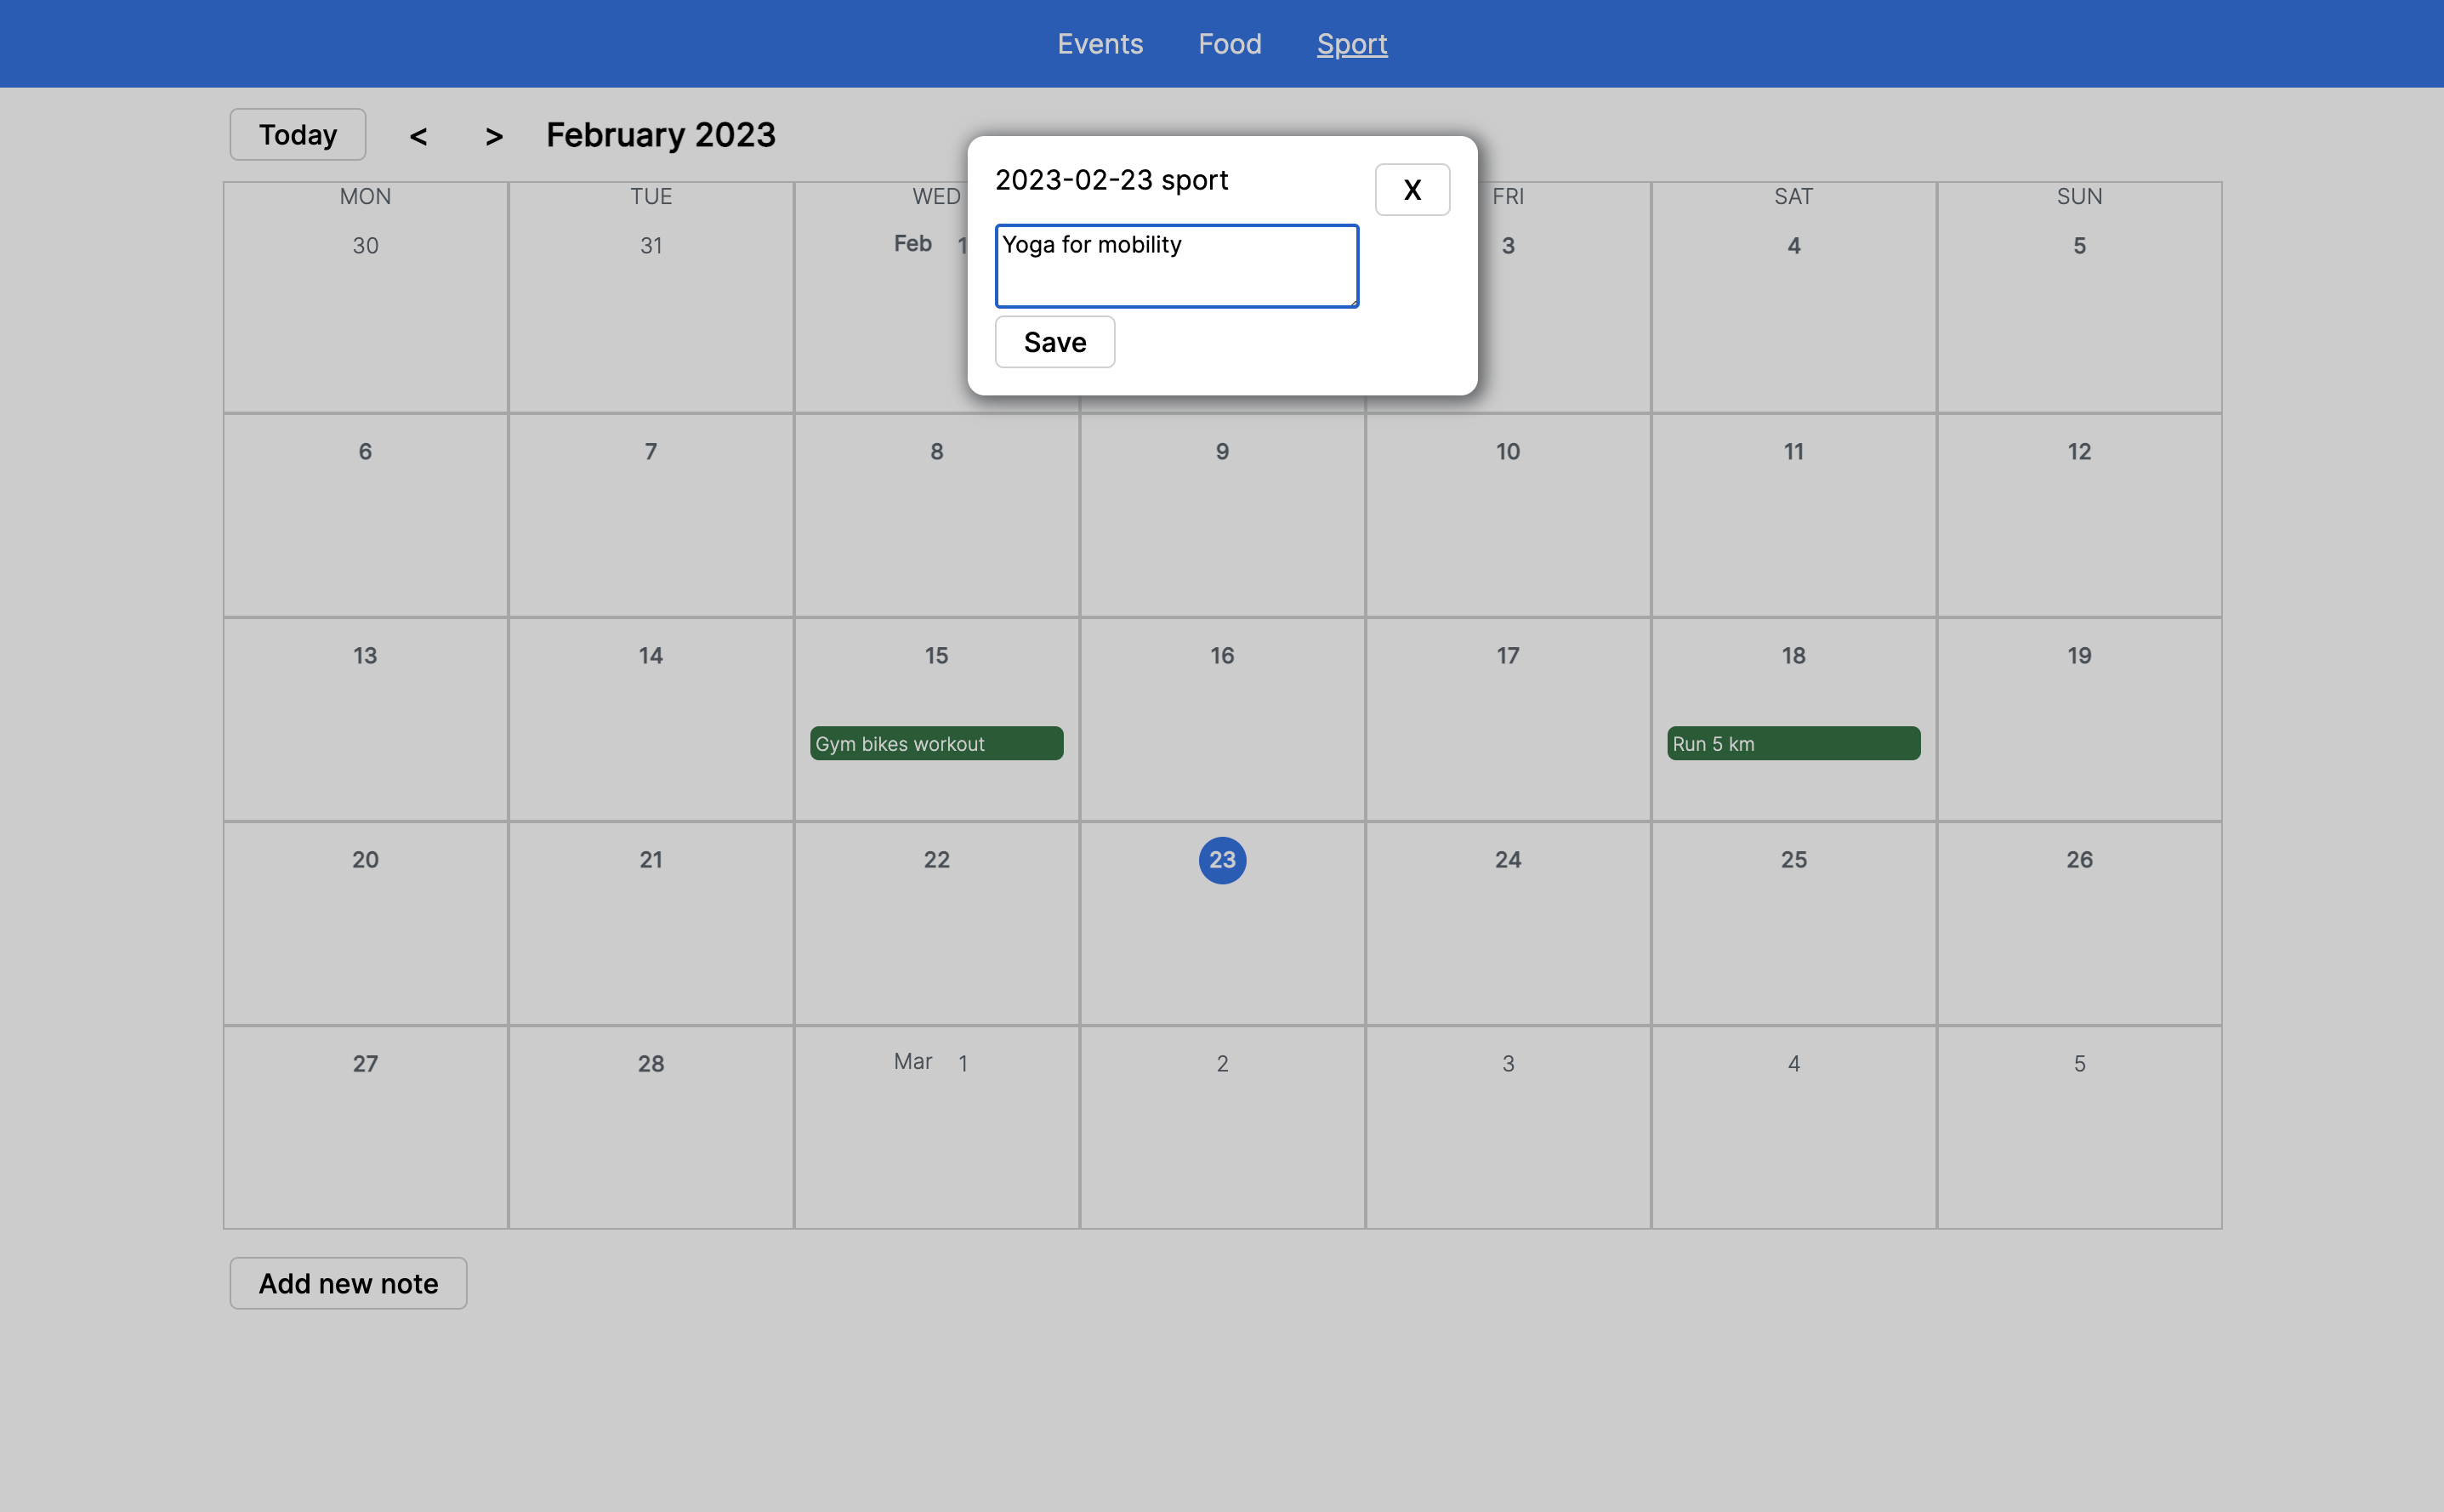 Events Food Sport
Today < > February 2023
2023-02-23 sport X
Yoga for mobility
Save
MON TUE WED FRI SAT SUN
30 31 Feb 1 3 4 5
6 7 8 9 10 11 12
13 14 15 16 17 18 19
Gym bikes workout Run 5 km
20 21 22 23 24 25 26
27 28 Mar 1 2 3 4 5
Add new note